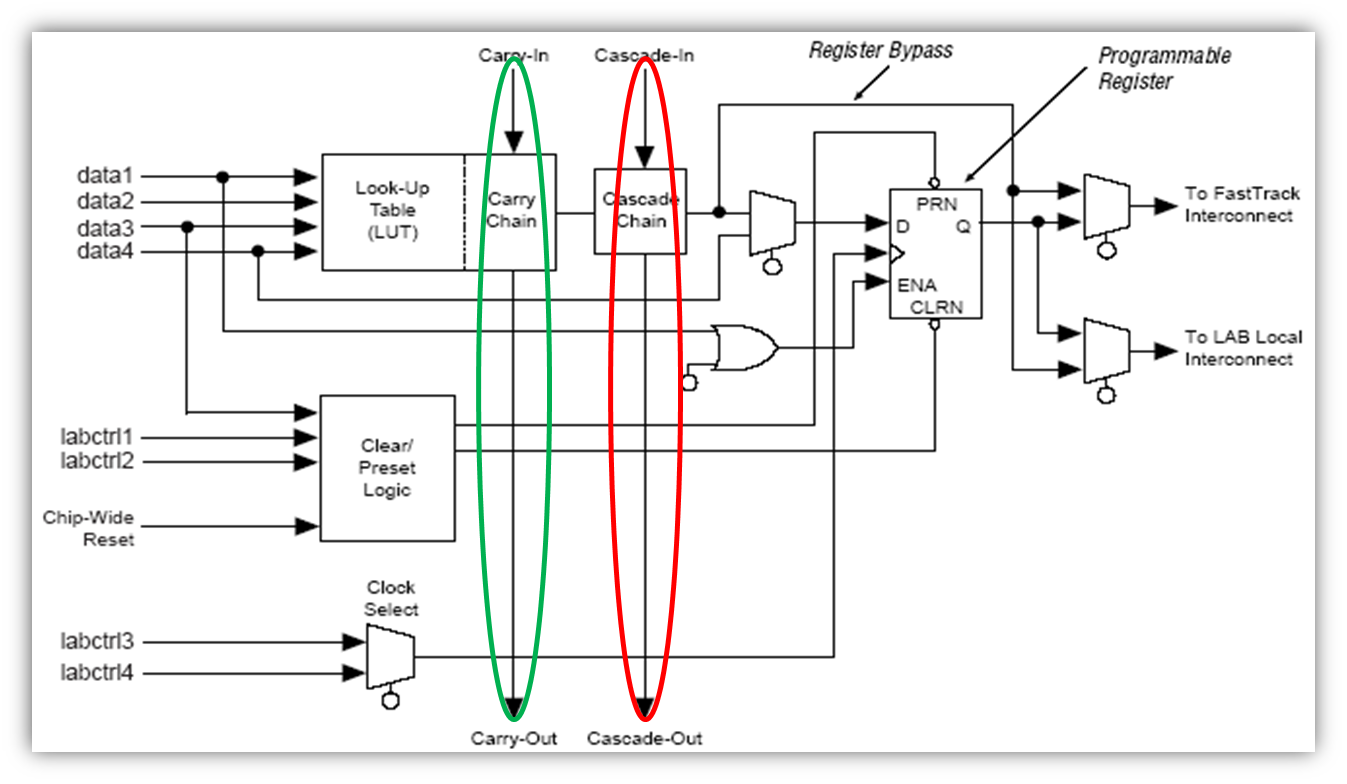 Carry-In
Cascade-In
Register Bypass
Programmable
Register
data1
data2
data3
data4
Look-Up
Table
(LUT)
Carry
Chain
Cascade
Chain
PRN
D
Q
ENA
CLRN
To FastTrack
Interconnect
To LAB Local
Interconnect
labctrl1
labctrl2
Clear/
Preset
Logic
Chip-Wide
Reset
Clock
Select
labctrl3
labctrl4
Carry-Out
Cascade-Out